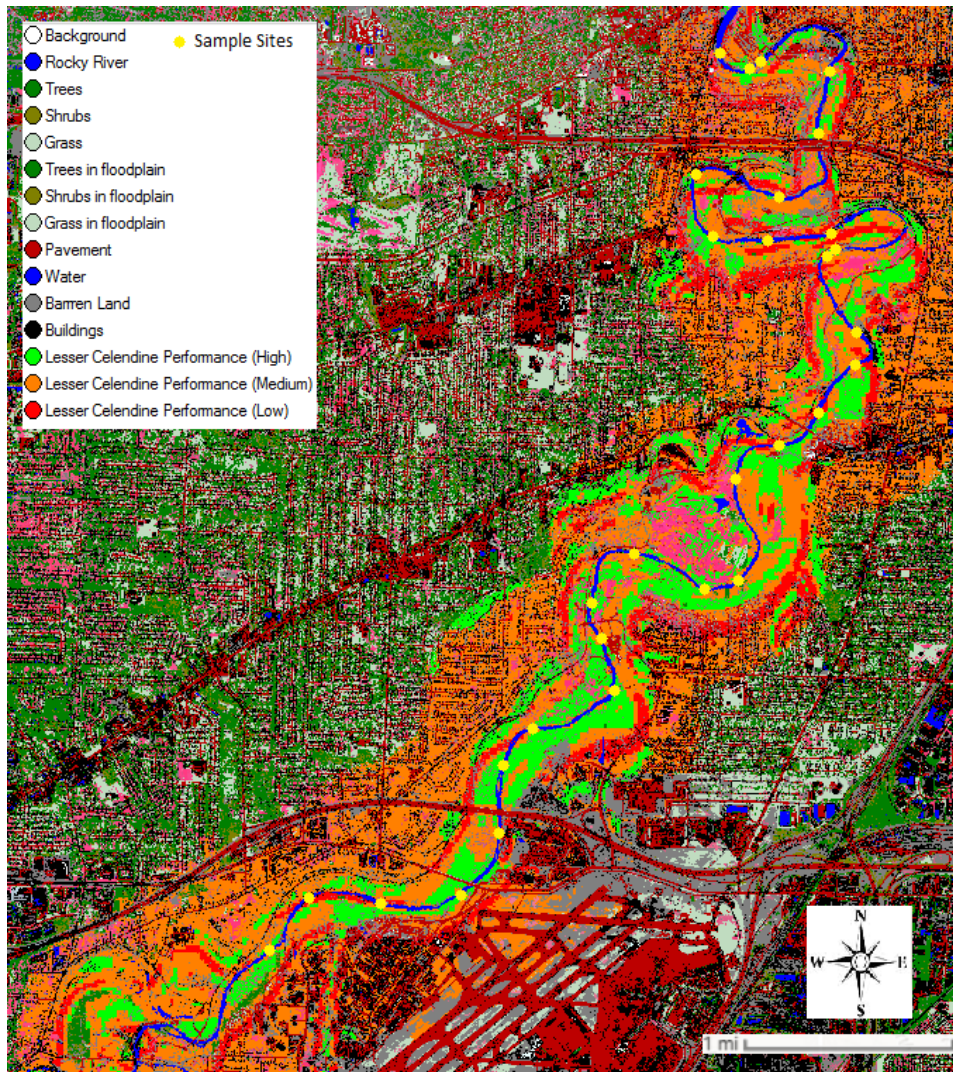 Background
Sample Sites
Rocky River
Trees
Shrubs
Grass
Trees in floodplain
Shrubs in floodplain
Grass in floodplain
Pavement
Water
Barren Land
Buildings
Lesser Celendine Performance (High)
Lesser Celendine Performance (Medium)
Lesser Celendine Performance (Low)
N
W E
S
1 mi